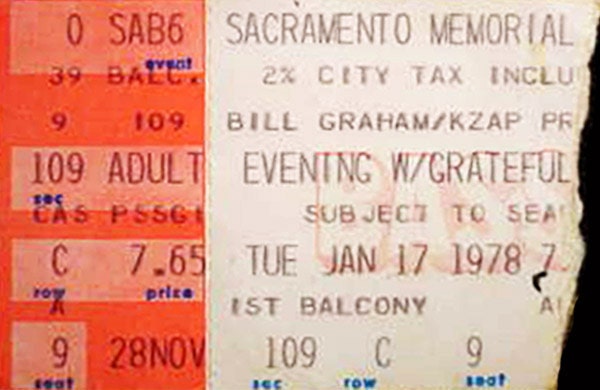 0 SAB6 SACRAMENTO MEMORIAL
event
39 BALC. 2% CITY TAX INCLU
9 109 BILL GRAHAM/KZAP PR
109 ADULT EVENING W/GRATEFUL
sec
CAS PSSG SUBJECT TO SEA
C 7.65 TUE JAN 17 1978 7
row price
A 1ST BALCONY A
9 28NOV 109 C 9
seat sec row seat